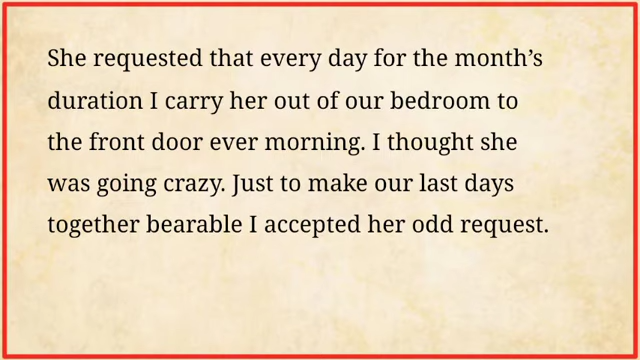 She requested that every day for the month’s
duration I carry her out of our bedroom to
the front door ever morning. I thought she
was going crazy. Just to make our last days
together bearable I accepted her odd request.